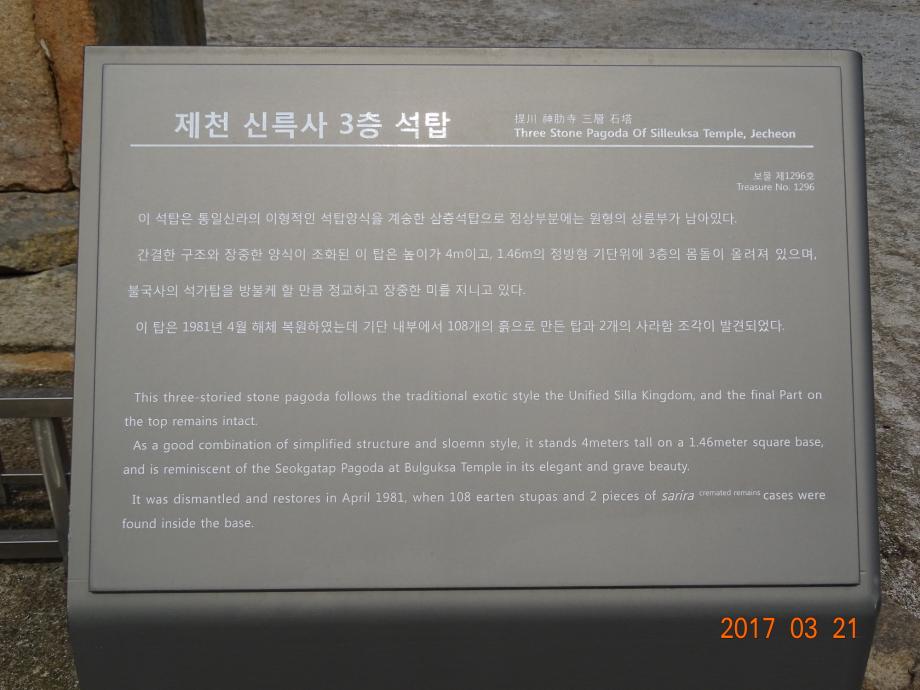 제천 신륵사 3층 석탑
提川 神勒寺 三層 石塔
Three Stone Pagoda Of Silleuksa Temple, Jecheon
보물 제1296호
Treasure No. 1296
이 석탑은 통일신라의 이형적인 석탑양식을 계승한 삼층석탑으로 정상부분에는 원형의 상륜부가 남아있다.
간결한 구조와 장중한 양식이 조화된 이 탑은 높이가 4m이고, 1.46m의 정방형 기단위에 3층의 몸돌이 올려져 있으며,
불국사의 석가탑을 방불케 할 만큼 정교하고 장중한 미를 지니고 있다.
이 탑은 1981년 4월 해체 복원하였는데 기단 내부에서 108개의 흙으로 만든 탑과 2개의 사리함 조각이 발견되었다.
This three-storied stone pagoda follows the traditional exotic style the Unified Silla Kingdom, and the final Part on
the top remains intact.
As a good combination of simplified structure and sloemn style, it stands 4meters tall on a 1.46meter square base,
and is reminiscent of the Seokgatap Pagoda at Bulguksa Temple in its elegant and grave beauty.
It was dismantled and restores in April 1981, when 108 earten stupas and 2 pieces of sarira cremated remains cases were
found inside the base.
2017 03 21